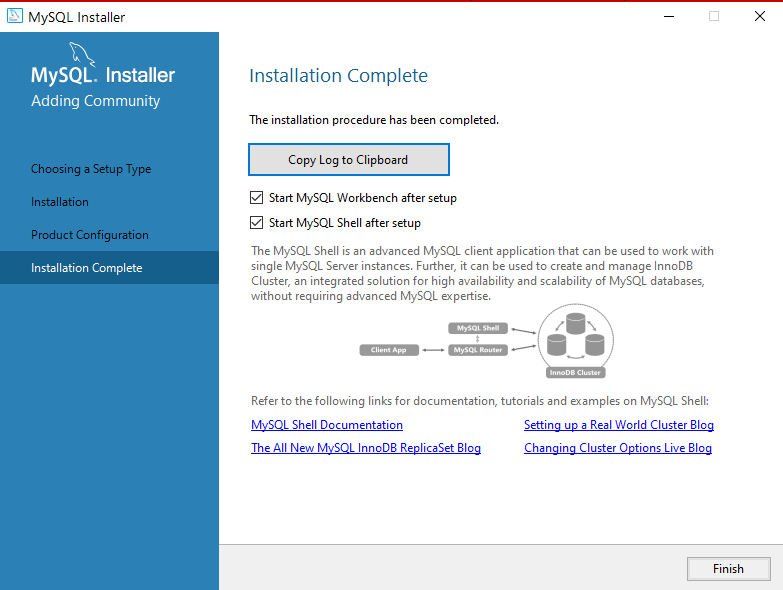 MySQL Installer
MySQL. Installer
Adding Community
Choosing a Setup Type
Installation
Product Configuration
Installation Complete
Installation Complete
The installation procedure has been completed.
Copy Log to Clipboard
Start MySQL Workbench after setup
Start MySQL Shell after setup
The MySQL Shell is an advanced MySQL client application that can be used to work with
single MySQL Server instances. Further, it can be used to create and manage InnoDB
Cluster, an integrated solution for high availability and scalability of MySQL databases,
without requiring advanced MySQL expertise.
MySQL Shell
Client App
MySQL Router
InnoDB Cluster
Refer to the following links for documentation, tutorials and examples on MySQL Shell:
MySQL Shell Documentation
Setting up a Real World Cluster Blog
The All New MySQL InnoDB ReplicaSet Blog
Changing Cluster Options Live Blog
Finish